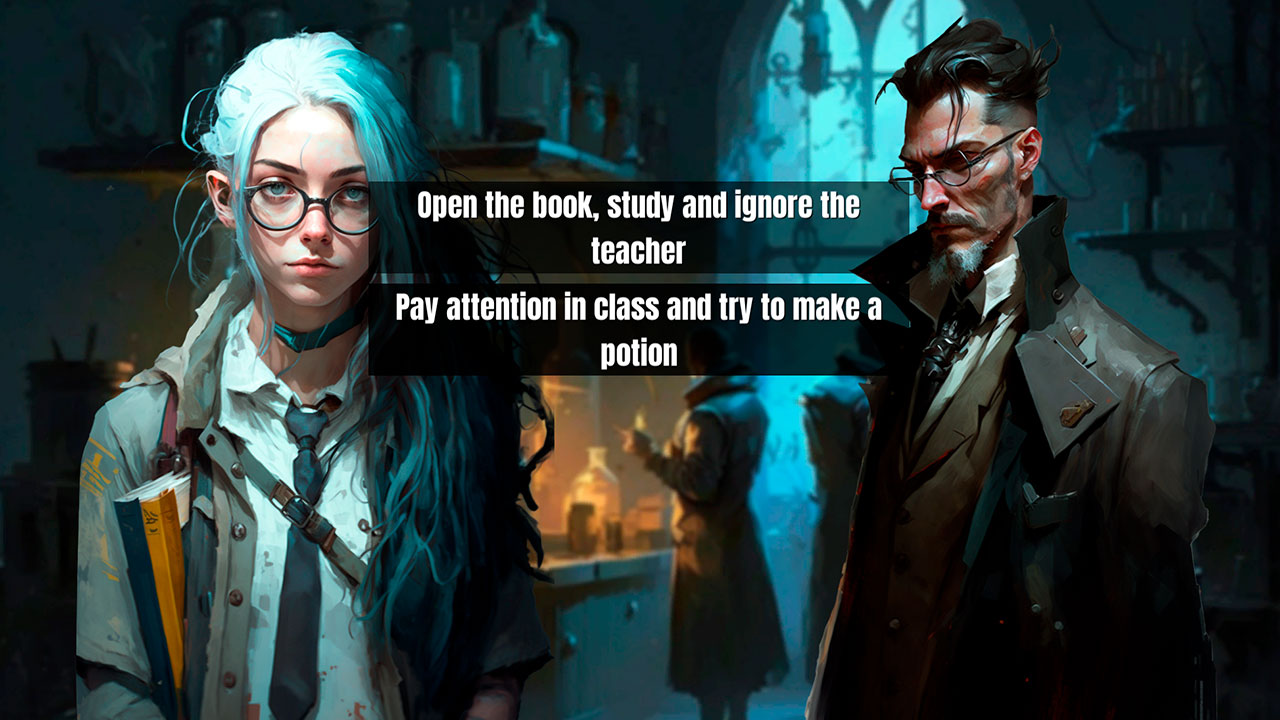 Open the book, study and ignore the
teacher
Pay attention in class and try to make a
potion